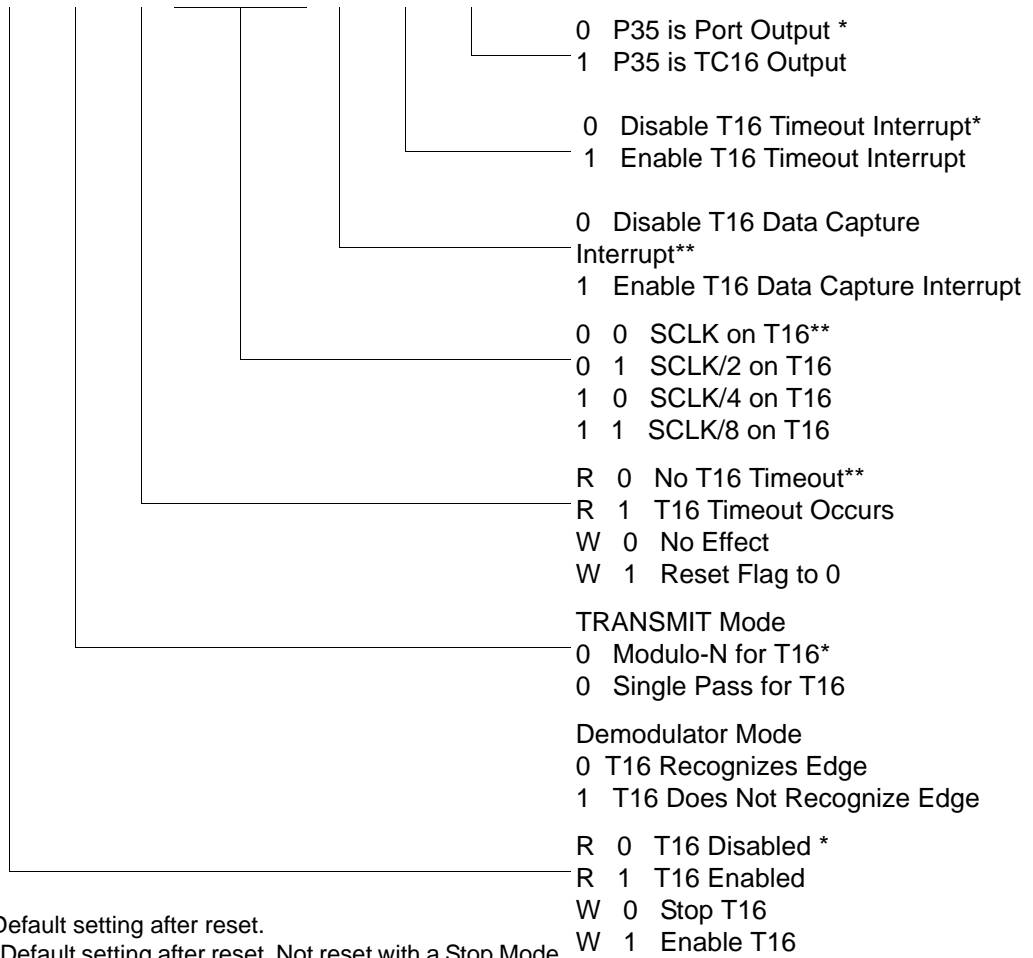 0 P35 is Port Output *
1 P35 is TC16 Output
0 Disable T16 Timeout Interrupt*
1 Enable T16 Timeout Interrupt
0 Disable T16 Data Capture
Interrupt**
1 Enable T16 Data Capture Interrupt
0 0 SCLK on T16**
0 1 SCLK/2 on T16
1 0 SCLK/4 on T16
1 1 SCLK/8 on T16
R 0 No T16 Timeout**
R 1 T16 Timeout Occurs
W 0 No Effect
W 1 Reset Flag to 0
TRANSMIT Mode
0 Modulo-N for T16*
0 Single Pass for T16
Demodulator Mode
0 T16 Recognizes Edge
1 T16 Does Not Recognize Edge
R 0 T16 Disabled *
R 1 T16 Enabled
W 0 Stop T16
W 1 Enable T16
Default setting after reset.
Default setting after reset. Not reset with a Stop Mode